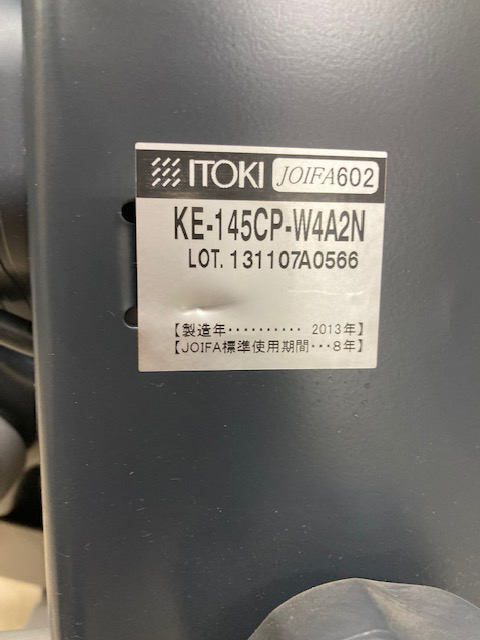 ITOKI JOIFA602
KE-145CP-W4A2N
LOT. 131107A0566
【製造年·········· 2013年】
【JOIFA標準使用期間···8年】